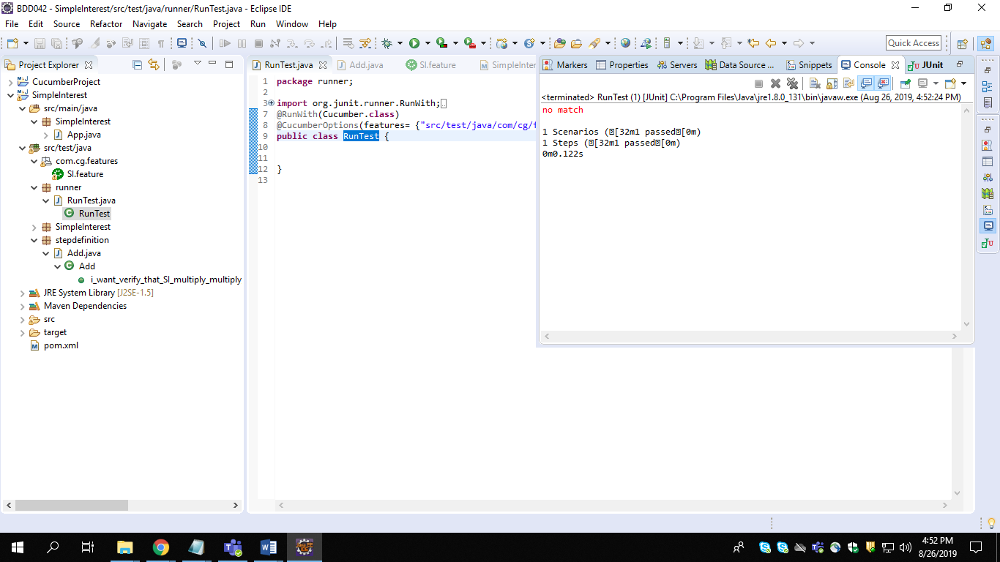 BDD042 - SimpleInterest/src/test/java/runner/RunTest.java - Eclipse IDE
File Edit Source Refactor Navigate Search Project Run Window Help
Quick Access
Project Explorer
CucumberProject
SimpleInterest
src/main/java
SimpleInterest
App.java
src/test/java
com.cg.features
SI.feature
runner
RunTest.java
RunTest
SimpleInterest
stepdefinition
Add.java
Add
i_want_verify_that_SI_multiply_multiply
JRE System Library [J2SE-1.5]
Maven Dependencies
src
target
pom.xml
RunTest.java Add.java SI.feature SimpleInter
1 package runner;
2
3 import org.junit.runner.RunWith;
7 @RunWith(Cucumber.class)
8 @CucumberOptions(features= {"src/test/java/com/cg/f
9 public class RunTest {
10
11
12 }
13
Markers Properties Servers Data Source ... Snippets Console JUnit
<terminated> RunTest (1) [JUnit] C:\Program Files\Java\jre1.8.0_131\bin\javaw.exe (Aug 26, 2019, 4:52:24 PM)
no match
1 Scenarios ([32m1 passed[0m)
1 Steps ([32m1 passed[0m)
0m0.122s
4:52 PM
8/26/2019